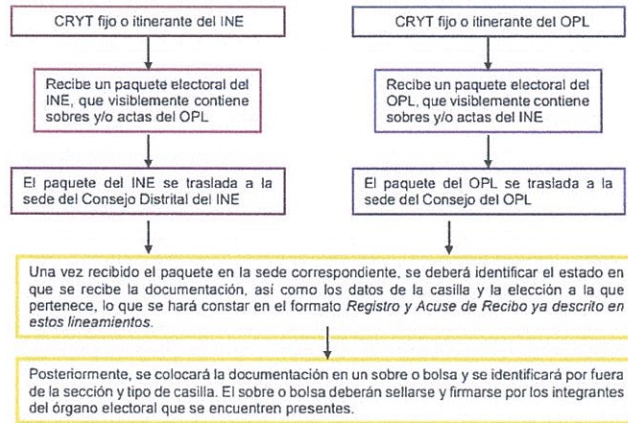 CRYT fijo o itinerante del INE
CRYT fijo o itinerante del OPL
Recibe un paquete electoral del
INE, que visiblemente contiene
sobres y/o actas del OPL
Recibe un paquete electoral del
OPL, que visiblemente contiene
sobres y/o actas del INE
El paquete del INE se traslada a la
sede del Consejo Distrital del INE
El paquete del OPL se traslada a la
sede del Consejo del OPL
Una vez recibido el paquete en la sede correspondiente, se deberá identificar el estado en
que se recibe la documentación, así como los datos de la casilla y la elección a la que
pertenece, lo que se hará constar en el formato Registro y Acuse de Recibo ya descrito en
estos lineamientos.
Posteriormente, se colocará la documentación en un sobre o bolsa y se identificará por fuera
de la sección y tipo de casilla. El sobre o bolsa deberán sellarse y firmarse por los integrantes
del órgano electoral que se encuentren presentes.